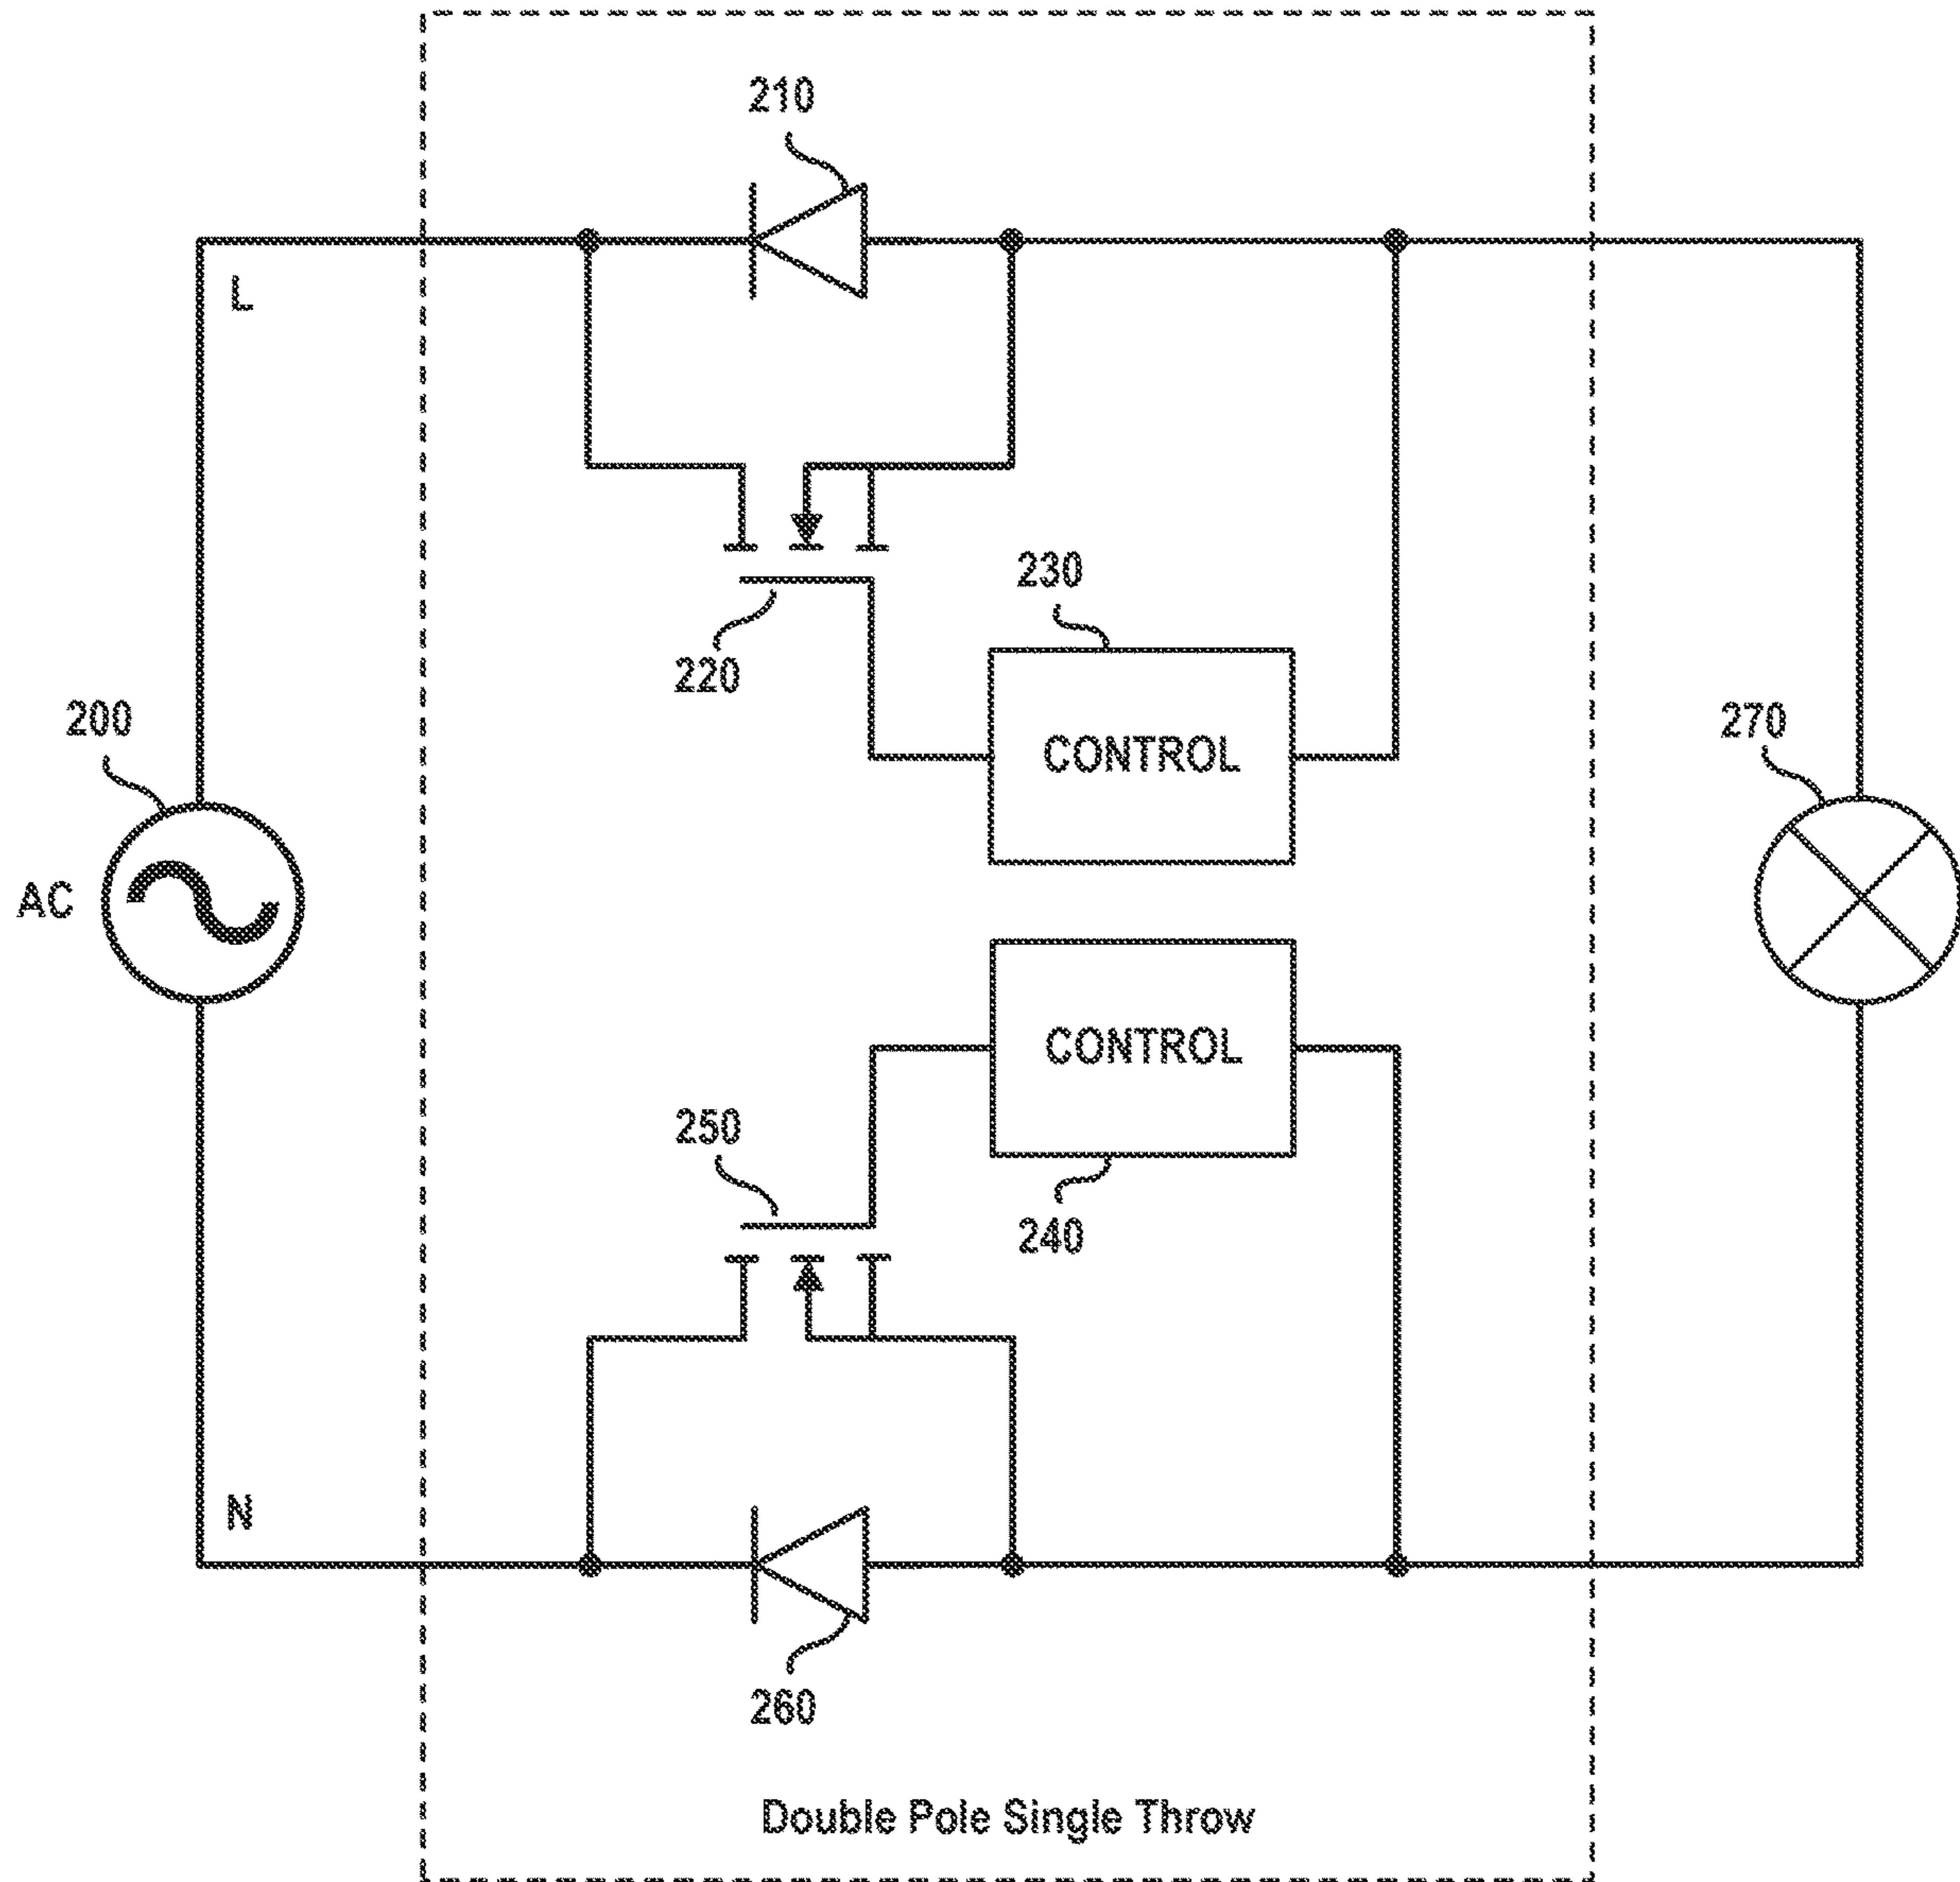 210
L
230
220
200
270
CONTROL
AC
CONTROL
250
240
N
260
Double Pole Single Throw